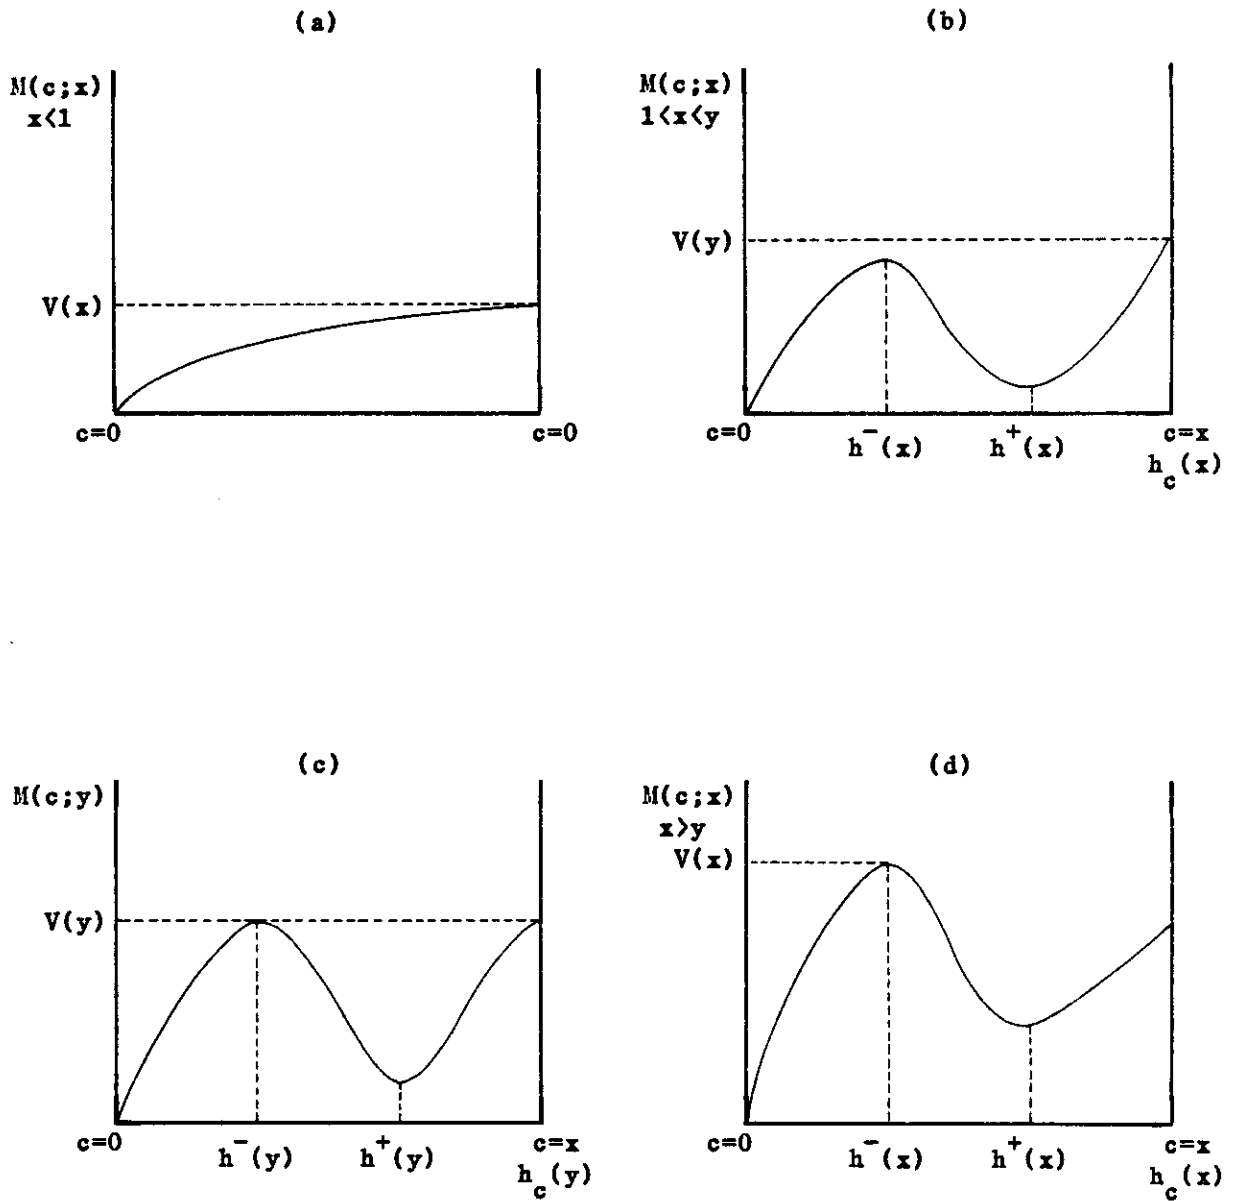 (a)
M(c;x)
x<1
V(x)
c=0
c=0
(b)
M(c;x)
1<x<y
V(y)
c=0
h⁻(x)
h⁺(x)
c=x
h_c(x)
(c)
M(c;y)
V(y)
c=0
h⁻(y)
h⁺(y)
c=x
h_c(y)
(d)
M(c;x)
x>y
V(x)
c=0
h⁻(x)
h⁺(x)
c=x
h_c(x)